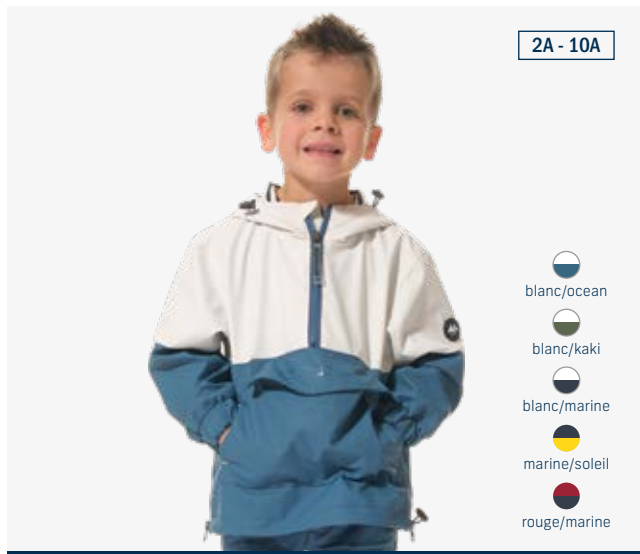 2A - 10A
blanc/ocean
blanc/kaki
blanc/marine
marine/soleil
rouge/marine